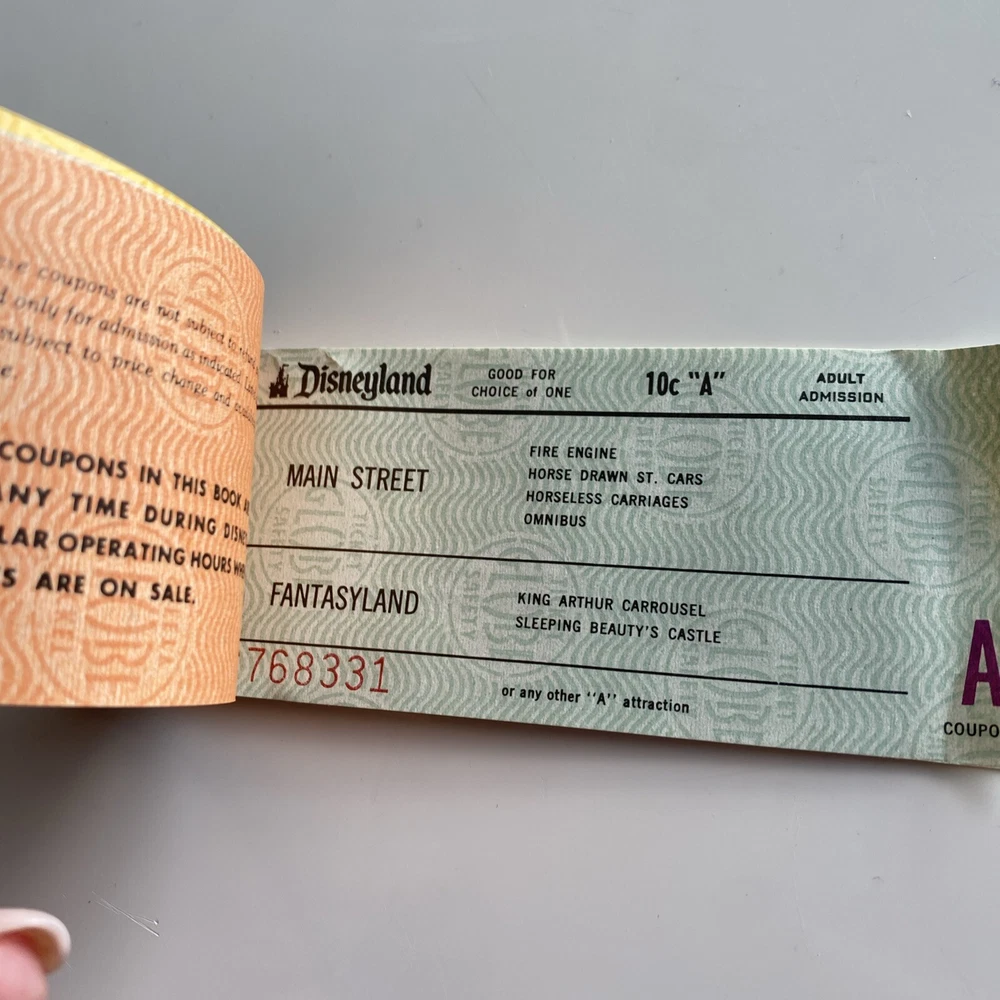 coupons are not subject to
only for admission as indicated.
subject to price change and
COUPONS IN THIS BOOK
ANY TIME DURING
OPERATING HOURS
ARE ON SALE.
Disneyland
GOOD FOR
CHOICE of ONE
10c "A"
ADULT
ADMISSION
MAIN STREET
FIRE ENGINE
HORSE DRAWN ST. CARS
HORSELESS CARRIAGES
OMNIBUS
FANTASYLAND
KING ARTHUR CARROUSEL
SLEEPING BEAUTY'S CASTLE
768331
or any other "A" attraction
A
GLOBE